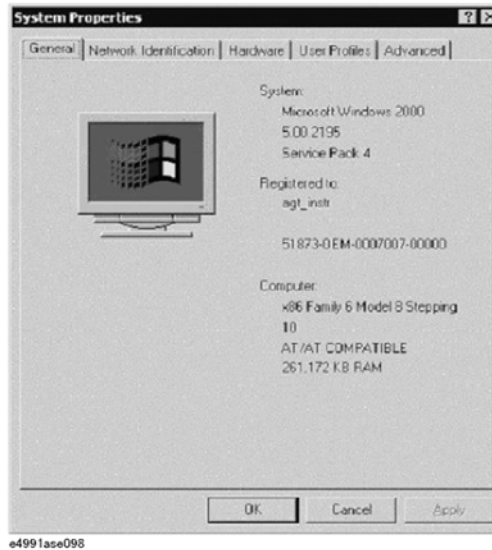 System Properties
General Network Identification Hardware User Profiles Advanced
System:
Microsoft Windows 2000
5.00.2195
Service Pack 4
Registered to:
agt_instr
51873-OEM-0007007-00000
Computer:
x86 Family 6 Model 8 Stepping
10
AT/AT COMPATIBLE
261,172 KB RAM
OK Cancel Apply
e4991ase098